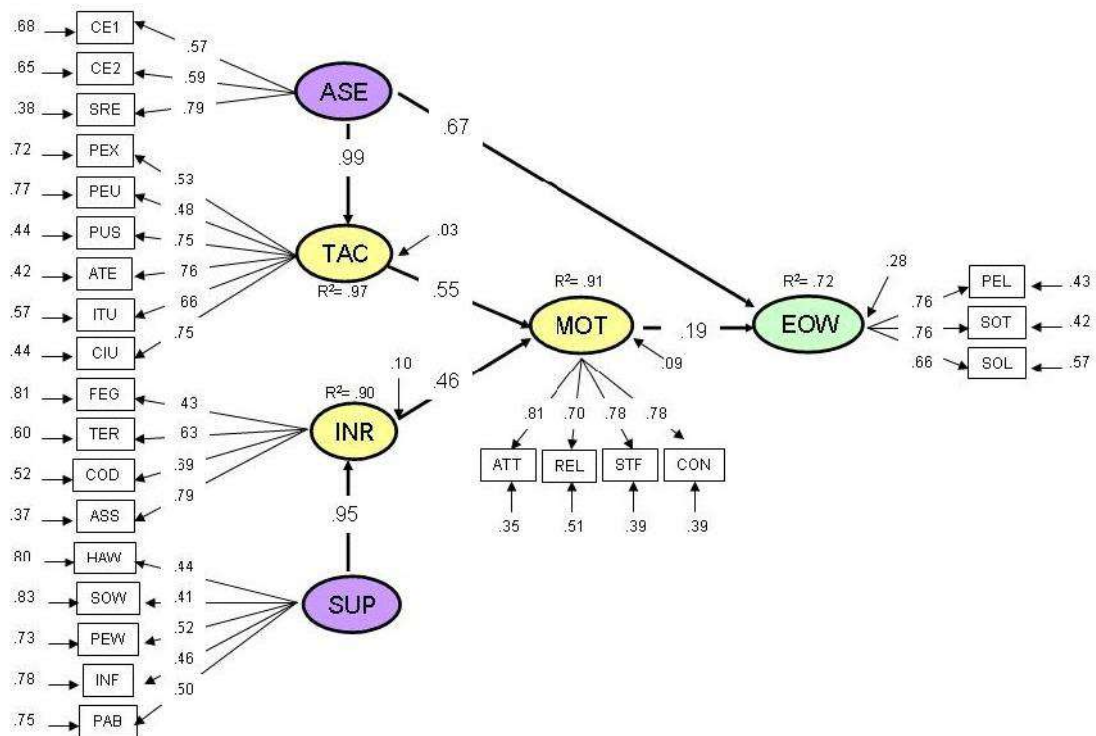 .68 CE1
.57
.65 CE2
.59
.38 SRE
.79
ASE
.67
.99
.72 PEX
.53
.77 PEU
.48
.44 PUS
.75
.42 ATE
.76
.57 ITU
.66
.44 CIU
.75
TAC
.03
R²= .97
.55
R²= .91
MOT
.09
.19
R²= .72
.28
EOW
.76
PEL .43
.76
SOT .42
.66
SOL .57
.81 FEG
.43
.60 TER
.63
.52 COD
.37 ASS
.79
R²= .90
.10
INR
.46
.81 .70 .78 .78
ATT REL STF CON
.35 .51 .39 .39
.95
.80 HAW
.44
.83 SOW
.41
.73 PEW
.52
.78 INF
.46
.75 PAB
.50
SUP